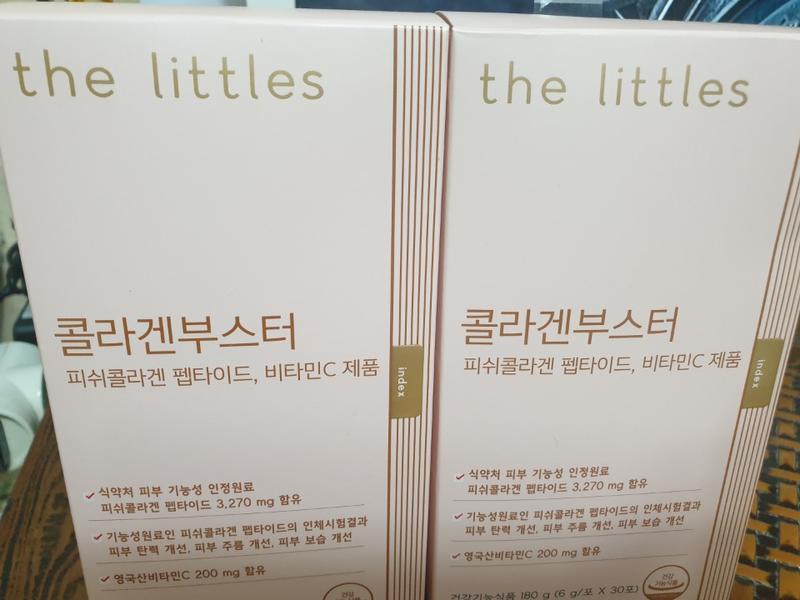 the littles
콜라겐부스터
피쉬콜라겐 펩타이드, 비타민C 제품
index
식약처 피부 기능성 인정원료
피쉬콜라겐 펩타이드 3,270 mg 함유
기능성원료인 피쉬콜라겐 펩타이드의 인체시험결과
피부 탄력 개선, 피부 주름 개선, 피부 보습 개선
영국산비타민C 200 mg 함유
the littles
콜라겐부스터
피쉬콜라겐 펩타이드, 비타민C 제품
index
식약처 피부 기능성 인정원료
피쉬콜라겐 펩타이드 3,270 mg 함유
기능성원료인 피쉬콜라겐 펩타이드의 인체시험결과
피부 탄력 개선, 피부 주름 개선, 피부 보습 개선
영국산비타민C 200 mg 함유
건강기능식품 180 g (6 g/포 X 30포)
건강
기능식품